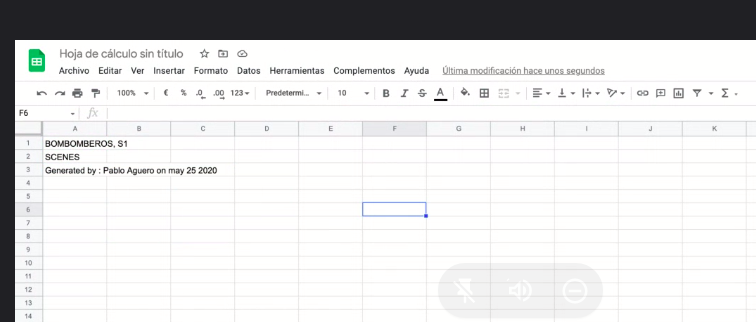 Hoja de cálculo sin título
Archivo Editar Ver Insertar Formato Datos Herramientas Complementos Ayuda Última modificación hace unos segundos
100% € % .0 .00 123 Predetermi... 10 B I S A
F6 fx
A B C D E F G H I J K
1 BOMBOMBEROS, S1
2 SCENES
3 Generated by : Pablo Aguero on may 25 2020
4
5
6
7
8
9
10
11
12
13
14